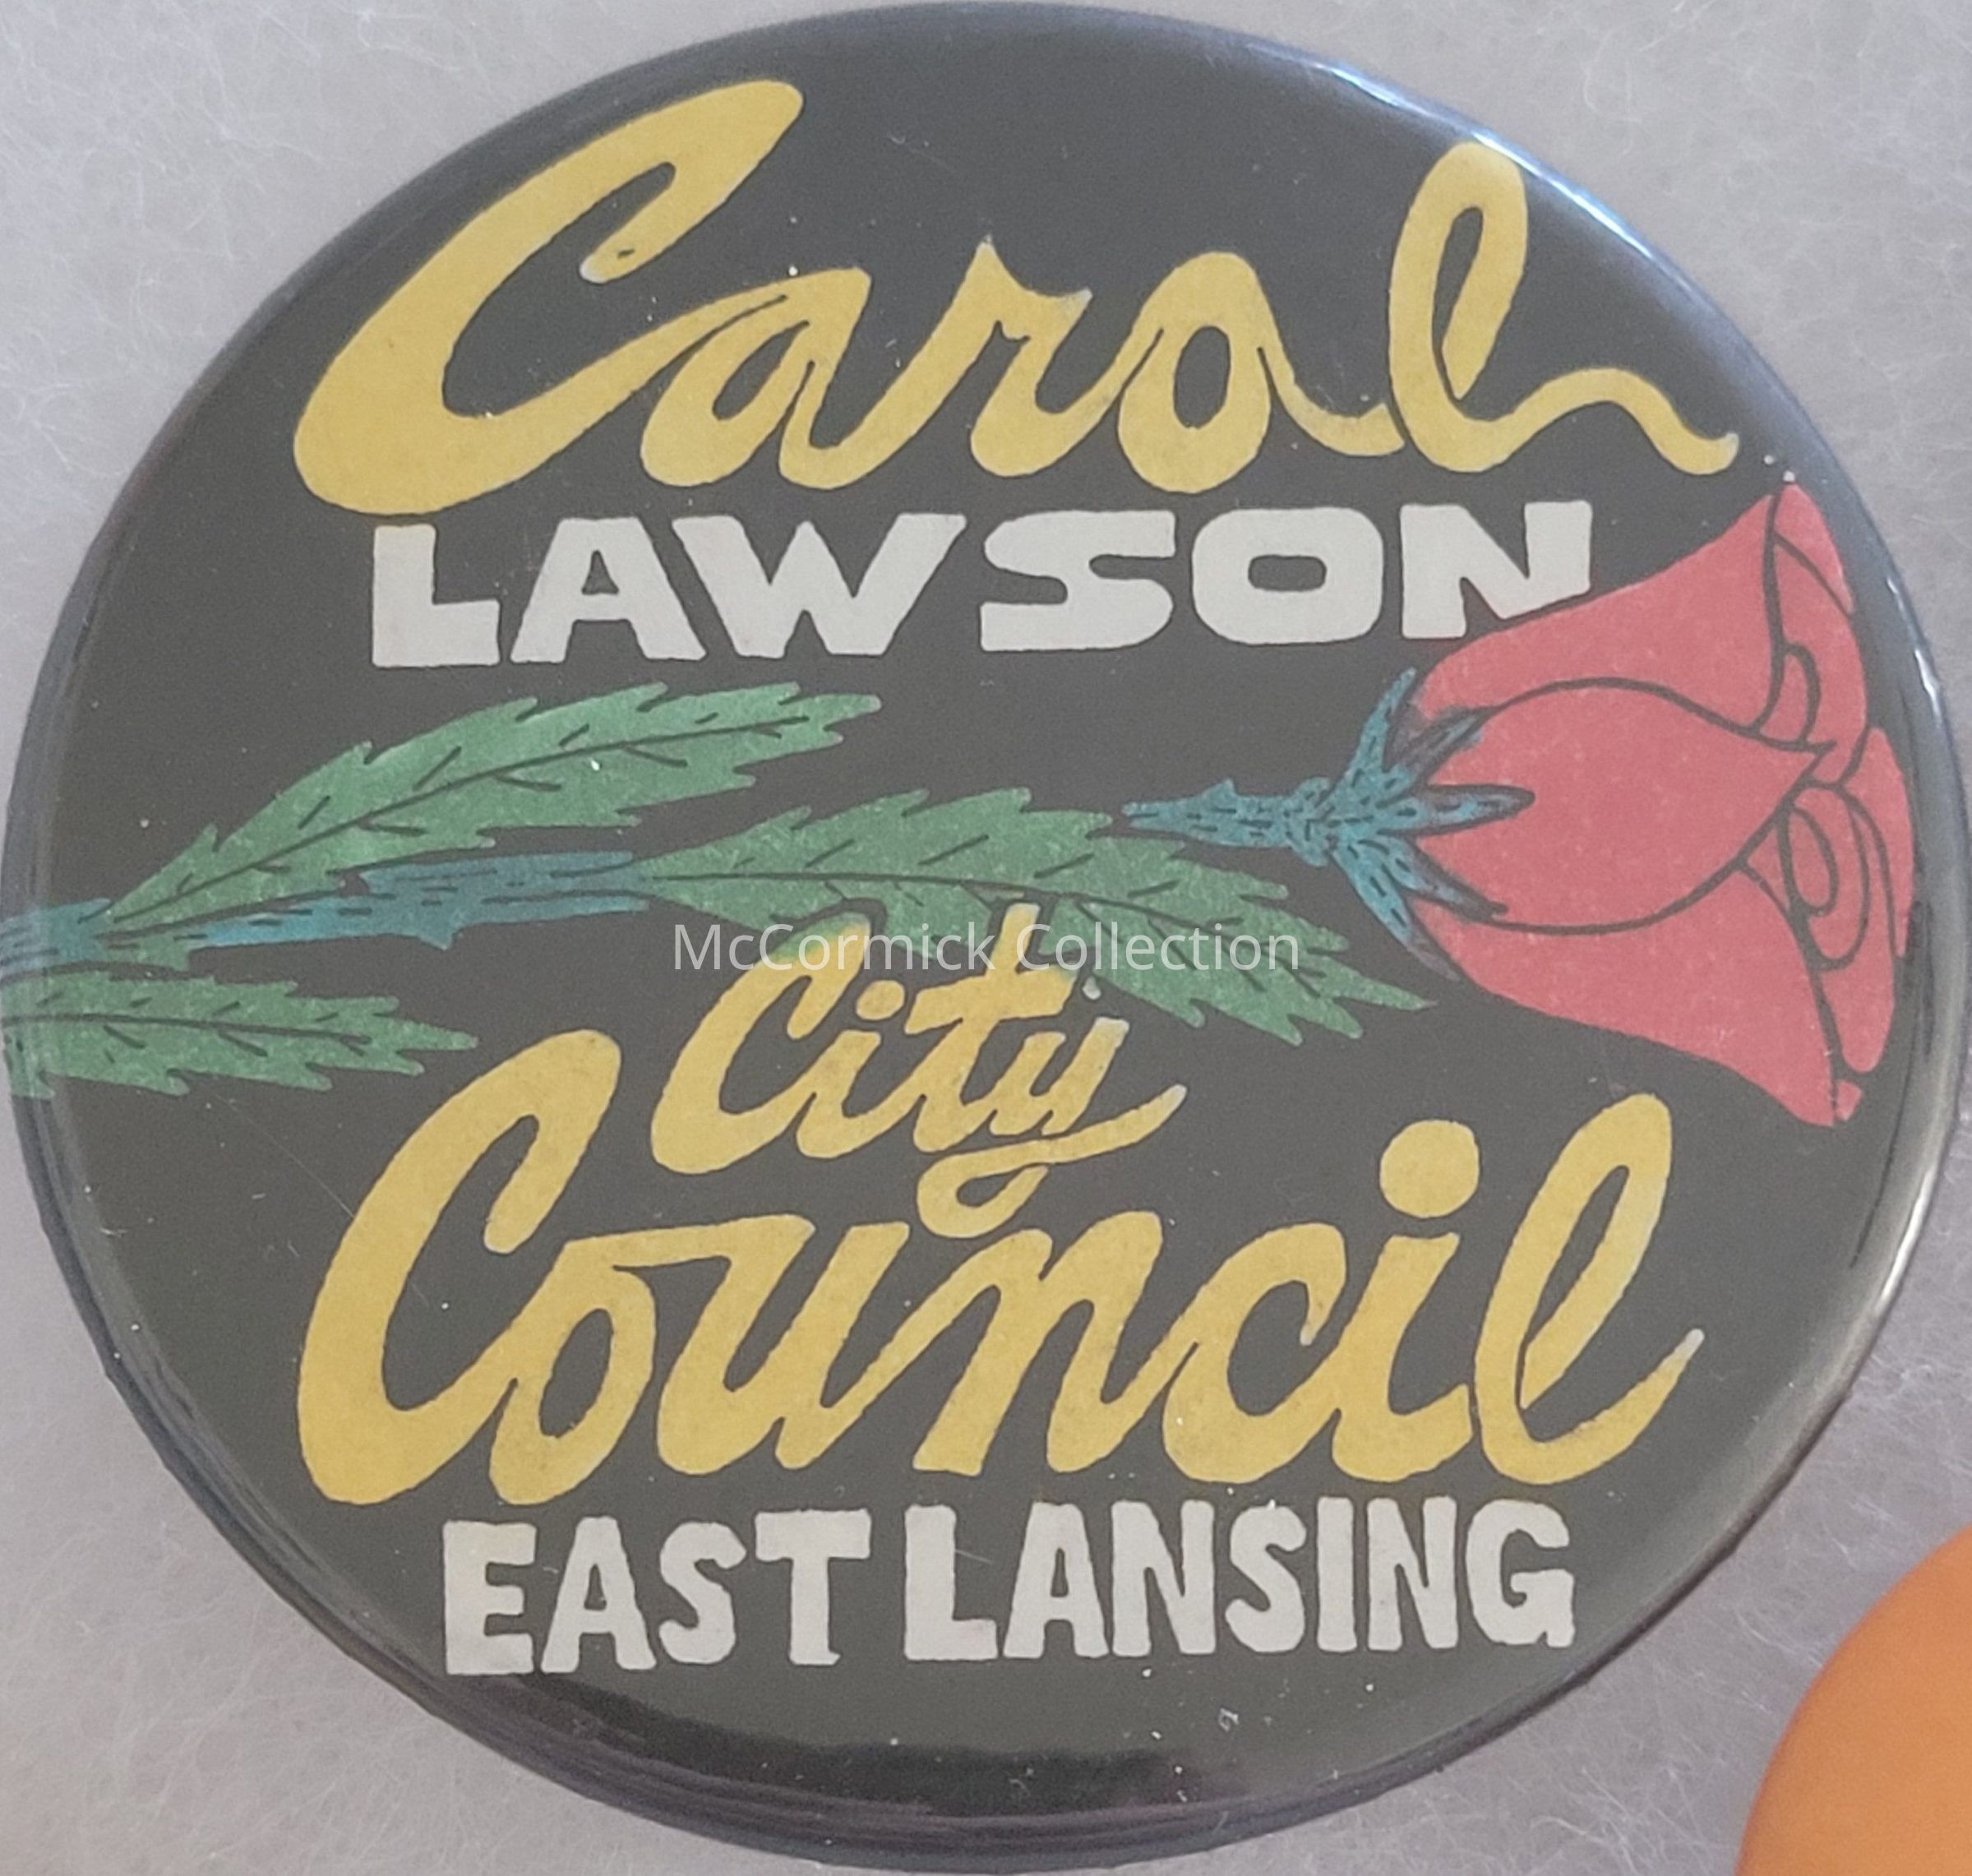 Carol
LAWSON
McCormick Collection
City
Council
EAST LANSING